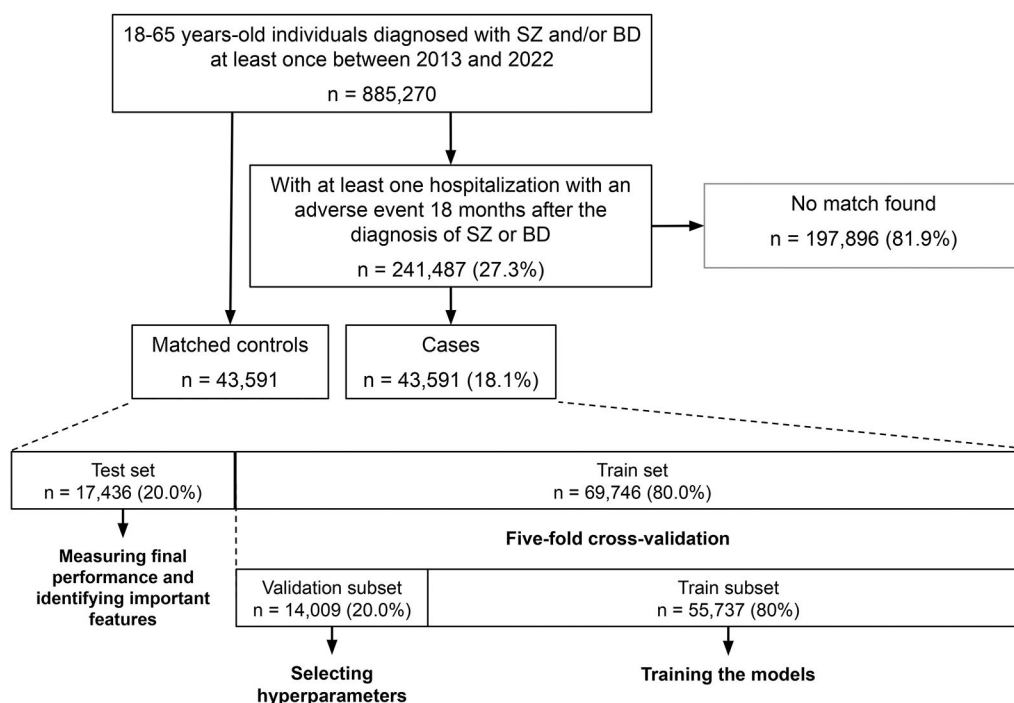 18-65 years-old individuals diagnosed with SZ and/or BD
at least once between 2013 and 2022
n = 885,270
With at least one hospitalization with an
adverse event 18 months after the
diagnosis of SZ or BD
n = 241,487 (27.3%)
No match found
n = 197,896 (81.9%)
Matched controls
n = 43,591
Cases
n = 43,591 (18.1%)
Test set
n = 17,436 (20.0%)
Train set
n = 69,746 (80.0%)
Measuring final
performance and
identifying important
features
Five-fold cross-validation
Validation subset
n = 14,009 (20.0%)
Train subset
n = 55,737 (80%)
Selecting
hyperparameters
Training the models